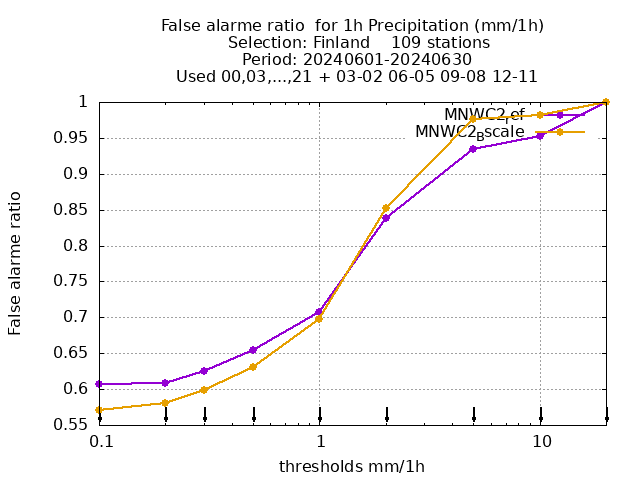 False alarme ratio  for 1h Precipitation (mm/1h)
Selection: Finland    109 stations
Period: 20240601-20240630
Used 00,03,...,21 + 03-02 06-05 09-08 12-11
1
MNWC2ref
0.95
MNWC2Bscale
0.9
0.85
0.8
0.75
0.7
0.65
0.6
0.55
False alarme ratio
0.1 1 10
thresholds mm/1h